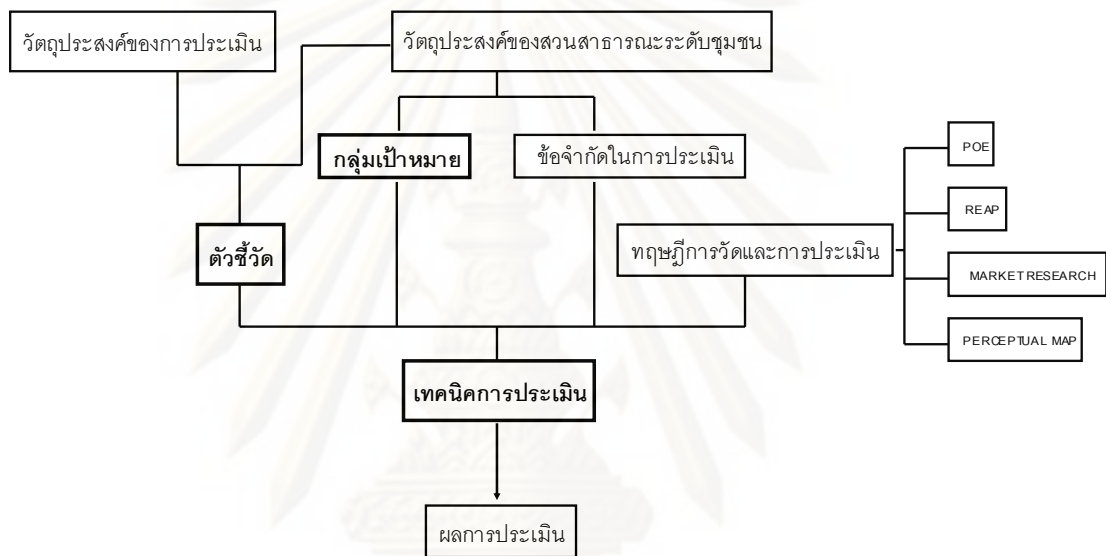 วัตถุประสงค์ของการประเมิน
วัตถุประสงค์ของสวนสาธารณะระดับชุมชน
กลุ่มเป้าหมาย
ข้อจำกัดในการประเมิน
POE
REAP
ตัวชี้วัด
ทฤษฎีการวัดและการประเมิน
MARKET RESEARCH
PERCEPTUAL MAP
เทคนิคการประเมิน
ผลการประเมิน